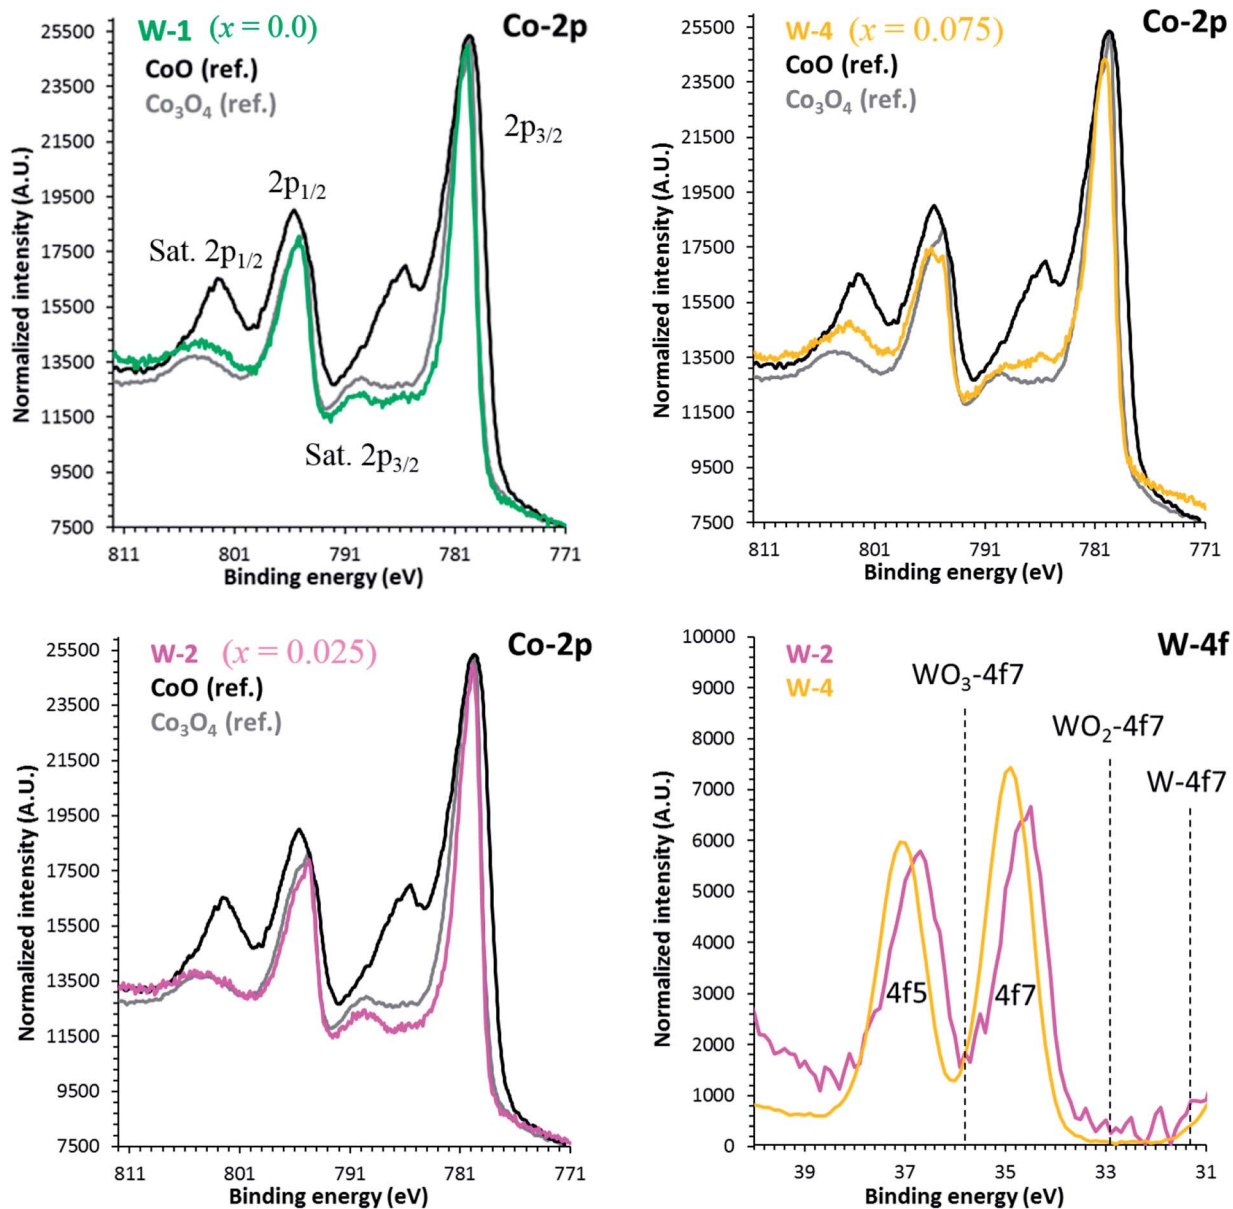 W-1 (x = 0.0)
CoO (ref.)
Co₃O₄ (ref.)
Co-2p
2p₃/₂
2p₁/₂
Sat. 2p₁/₂
Sat. 2p₃/₂
Normalized intensity (A.U.)
25500
23500
21500
19500
17500
15500
13500
11500
9500
7500
811 801 791 781 771
Binding energy (eV)
W-4 (x = 0.075)
CoO (ref.)
Co₃O₄ (ref.)
Co-2p
Normalized intensity (A.U.)
25500
23500
21500
19500
17500
15500
13500
11500
9500
7500
811 801 791 781 771
Binding energy (eV)
W-2 (x = 0.025)
CoO (ref.)
Co₃O₄ (ref.)
Co-2p
Normalized intensity (A.U.)
25500
23500
21500
19500
17500
15500
13500
11500
9500
7500
811 801 791 781 771
Binding energy (eV)
W-2
W-4
W-4f
WO₃-4f7
WO₂-4f7
W-4f7
4f5
4f7
Normalized intensity (A.U.)
10000
9000
8000
7000
6000
5000
4000
3000
2000
1000
0
39 37 35 33 31
Binding energy (eV)